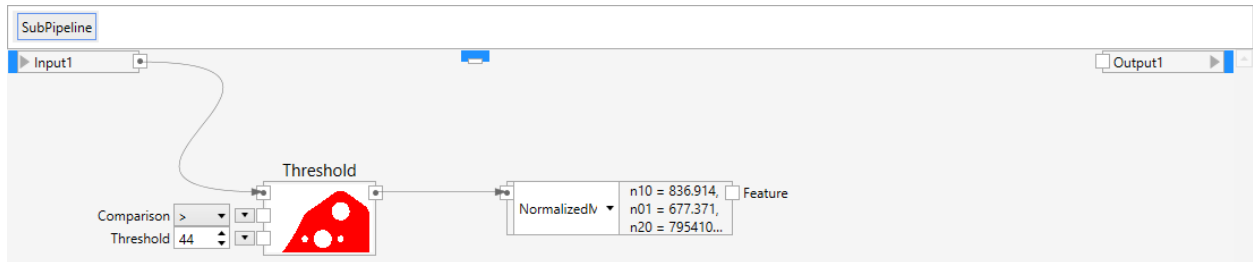 SubPipeline
Input1
Output1
Threshold
Comparison >
Threshold 44
NormalizedM
n10 = 836.914,
n01 = 677.371,
n20 = 795410...
Feature